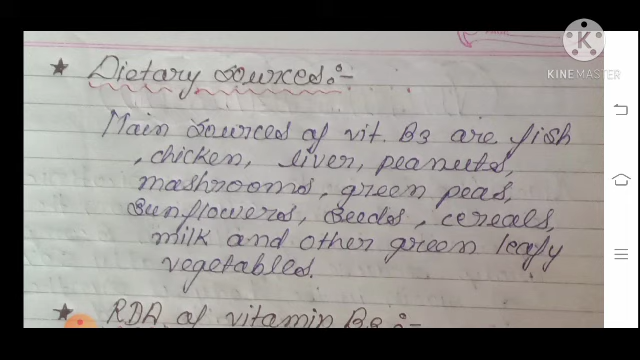 KINEMASTER
★ Dietary sources:-
Main sources of vit. B3 are fish
, chicken, liver, peanuts,
mashrooms, green peas,
sunflowers, seeds, cereals,
milk and other green leafy
vegetables.
★ RDA of vitamin B3:-